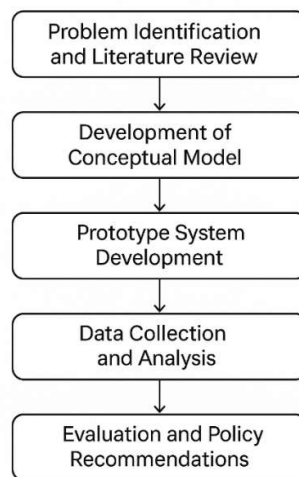 Problem Identification
and Literature Review
Development of
Conceptual Model
Prototype System
Development
Data Collection
and Analysis
Evaluation and Policy
Recommendations